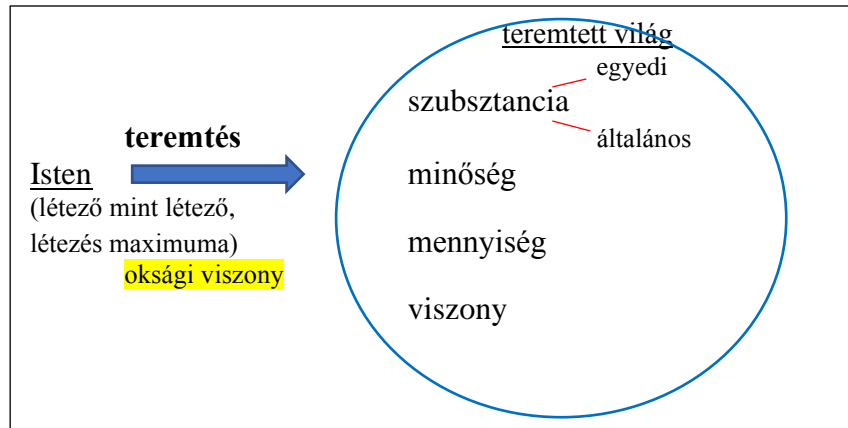 teremtett világ
egyedi
szubsztancia
általános
teremtés
Isten
(létező mint létező,
létezés maximuma)
oksági viszony
minőség
mennyiség
viszony